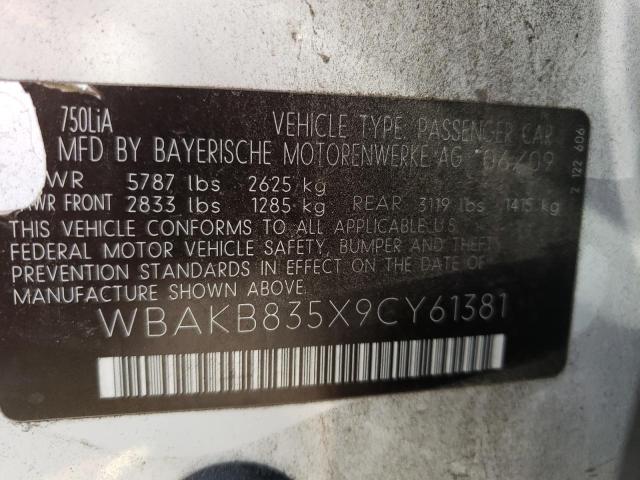 750LiA VEHICLE TYPE: PASSENGER CAR
MFD BY BAYERISCHE MOTORENWERKE AG 06/09
WR 5787 lbs 2625 kg
WR FRONT 2833 lbs 1285 kg REAR 3119 lbs 1415 kg
THIS VEHICLE CONFORMS TO ALL APPLICABLE U.S.
FEDERAL MOTOR VEHICLE SAFETY, BUMPER AND THEFT
PREVENTION STANDARDS IN EFFECT ON THE DATE OF
MANUFACTURE SHOWN ABOVE.
WBAKB835X9CY61381
Z 122 606